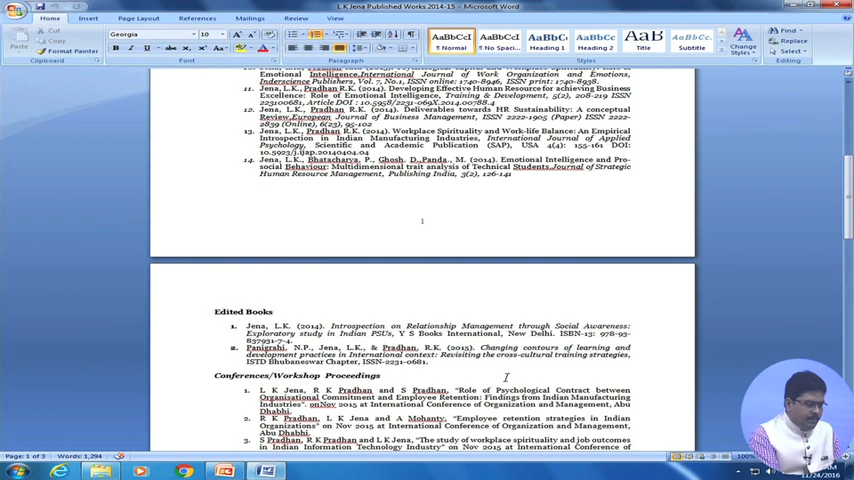 L K Jena Published Works 2014-15 - Microsoft Word
Home Insert Page Layout References Mailings Review View
Cut
Copy
Paste
Format Painter
Clipboard
Georgia 10
Font
Paragraph
AaBbCcI AaBbCcI AaBbC AaBbCc AaB AaBbCc
¶ Normal ¶ No Spaci... Heading 1 Heading 2 Title Subtitle
Change Styles
Styles
Find
Replace
Select
Editing
Emotional Intelligence,International Journal of Work Organization and Emotions,
Inderscience Publishers, Vol. 7, No.1, ISSN online: 1740-8946, ISSN print: 1740-8938.
11. Jena, L.K., Pradhan R.K. (2014). Developing Effective Human Resource for achieving Business
Excellence: Role of Emotional Intelligence, Training & Development, 5(2), 208-219 ISSN
22310681, Article DOI : 10.5958/2231-069X.2014.00788.4
12. Jena, L.K., Pradhan R.K. (2014). Deliverables towards HR Sustainability: A conceptual
Review,European Journal of Business Management, ISSN 2222-1905 (Paper) ISSN 2222-
2839 (Online), 6(23), 95-102
13. Jena, L.K., Pradhan R.K. (2014). Workplace Spirituality and Work-life Balance: An Empirical
Introspection in Indian Manufacturing Industries, International Journal of Applied
Psychology, Scientific and Academic Publication (SAP), USA 4(4): 155-161 DOI:
10.5923/j.ijap.20140404.04
14. Jena, L.K., Bhatacharya. P., Ghosh. D.,Panda., M. (2014). Emotional Intelligence and Pro-
social Behaviour: Multidimensional trait analysis of Technical Students,Journal of Strategic
Human Resource Management, Publishing India, 3(2), 126-141
1
Edited Books
1. Jena, L.K. (2014). Introspection on Relationship Management through Social Awareness:
Exploratory study in Indian PSUs, Y S Books International, New Delhi. ISBN-13: 978-93-
837931-7-4.
2. Panigrahi, N.P., Jena, L.K., & Pradhan, R.K. (2015). Changing contours of learning and
development practices in International context: Revisiting the cross-cultural training strategies,
ISTD Bhubaneswar Chapter, ISSN-2231-0681.
Conferences/Workshop Proceedings
1. L K Jena, R K Pradhan and S Pradhan, "Role of Psychological Contract between
Organisational Commitment and Employee Retention: Findings from Indian Manufacturing
Industries". onNov 2015 at International Conference of Organization and Management, Abu
Dhabhi.
2. R K Pradhan, L K Jena and A Mohanty, "Employee retention strategies in Indian
Organizations" on Nov 2015 at International Conference of Organization and Management,
Abu Dhabhi.
3. S Pradhan, R K Pradhan and L K Jena, "The study of workplace spirituality and job outcomes
in Indian Information Technology Industry" on Nov 2015 at International Conference of
Page: 1 of 3 Words: 1,294
100%
11/24/2016